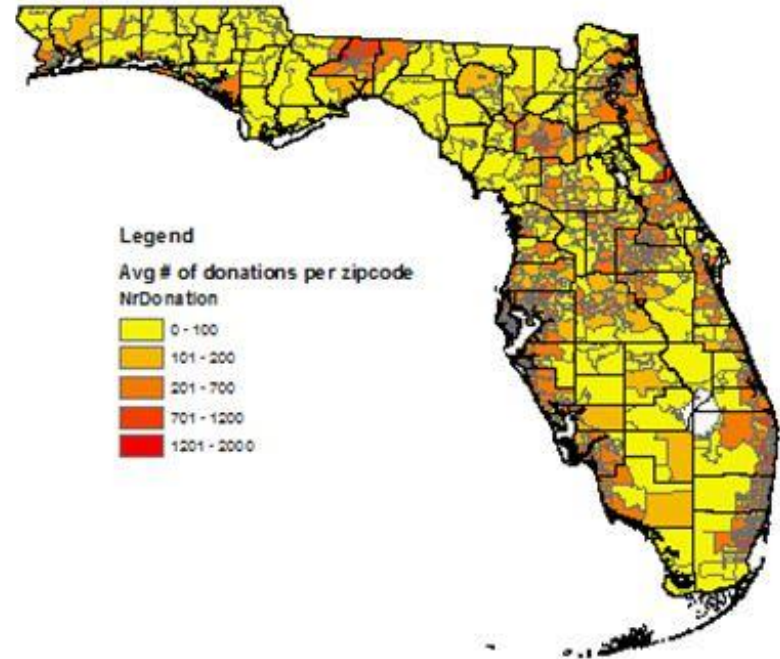 Legend
Avg # of donations per zipcode
NrDonation
0 - 100
101 - 200
201 - 700
701 - 1200
1201 - 2000